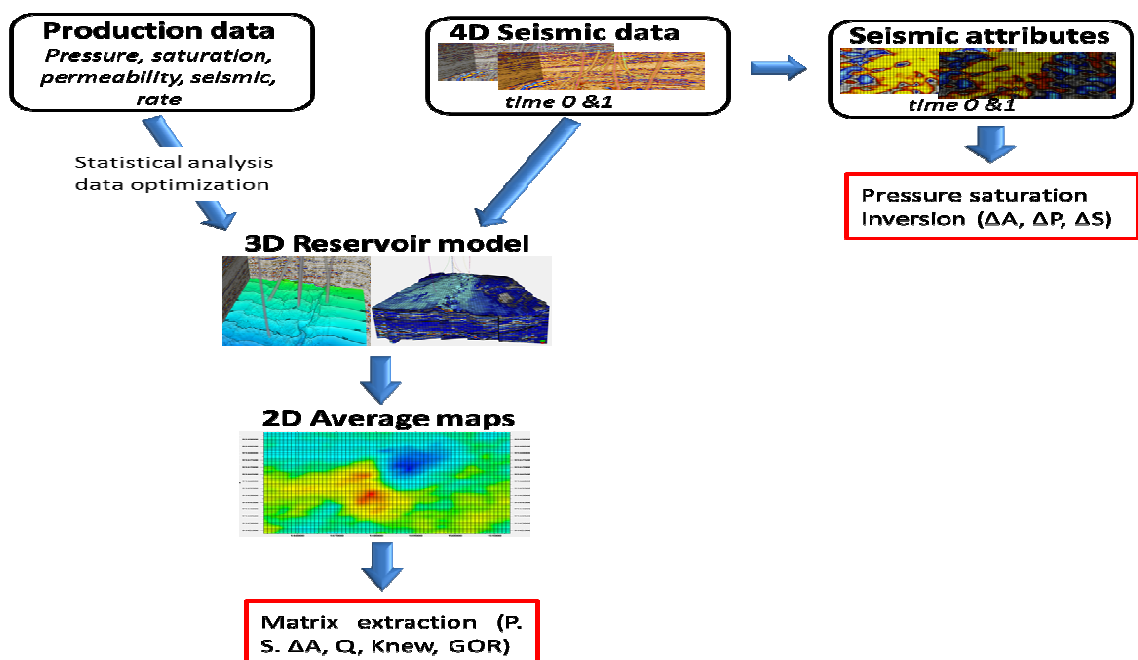 Production data
Pressure, saturation,
permeability, seismic,
rate
4D Seismic data
time 0 &1
Seismic attributes
time 0 &1
Statistical analysis
data optimization
Pressure saturation
Inversion (ΔA, ΔP, ΔS)
3D Reservoir model
2D Average maps
Matrix extraction (P.
S. ΔA, Q, Knew, GOR)